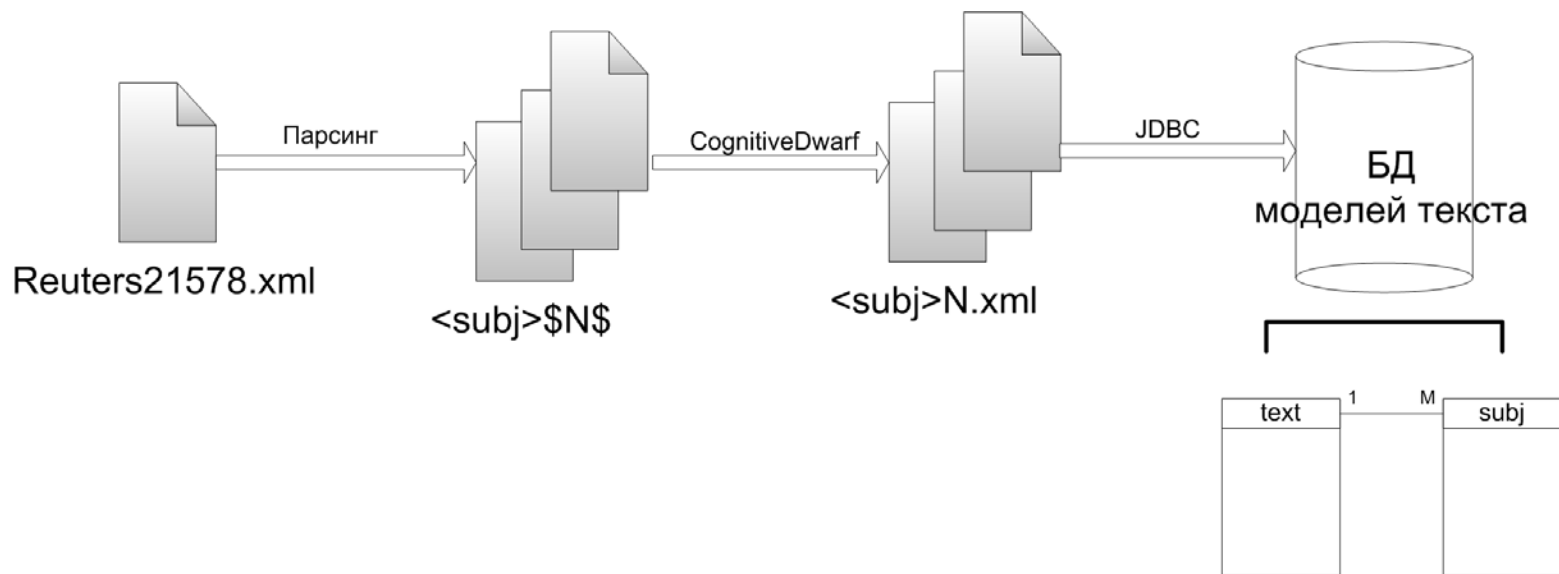 Reuters21578.xml
Парсинг
<subj>$N$
CognitiveDwarf
<subj>N.xml
JDBC
БД
моделей текста
text
1
M
subj